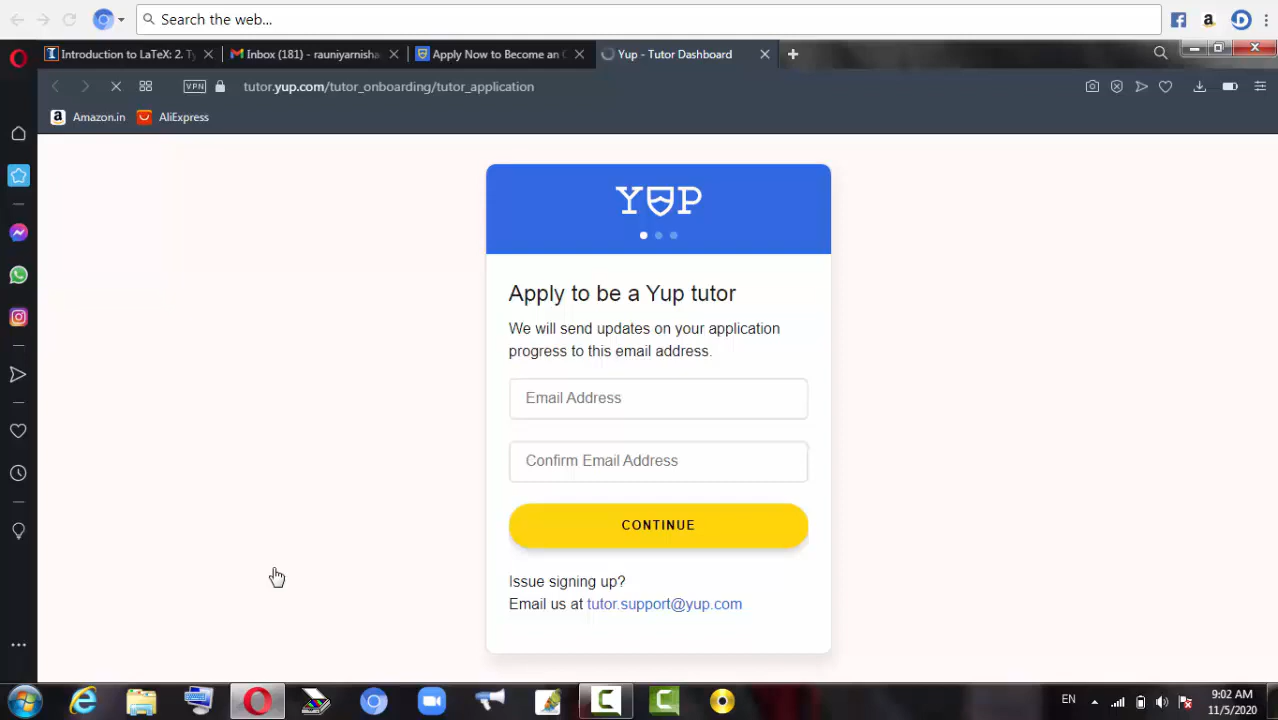 Search the web...
Introduction to LaTeX: 2. Ty
Inbox (181) - rauniyarnisha
Apply Now to Become an O
Yup - Tutor Dashboard
VPN
tutor.yup.com/tutor_onboarding/tutor_application
Amazon.in
AliExpress
YUP
Apply to be a Yup tutor
We will send updates on your application
progress to this email address.
Email Address
Confirm Email Address
CONTINUE
Issue signing up?
Email us at tutor.support@yup.com
EN
9:02 AM
11/5/2020